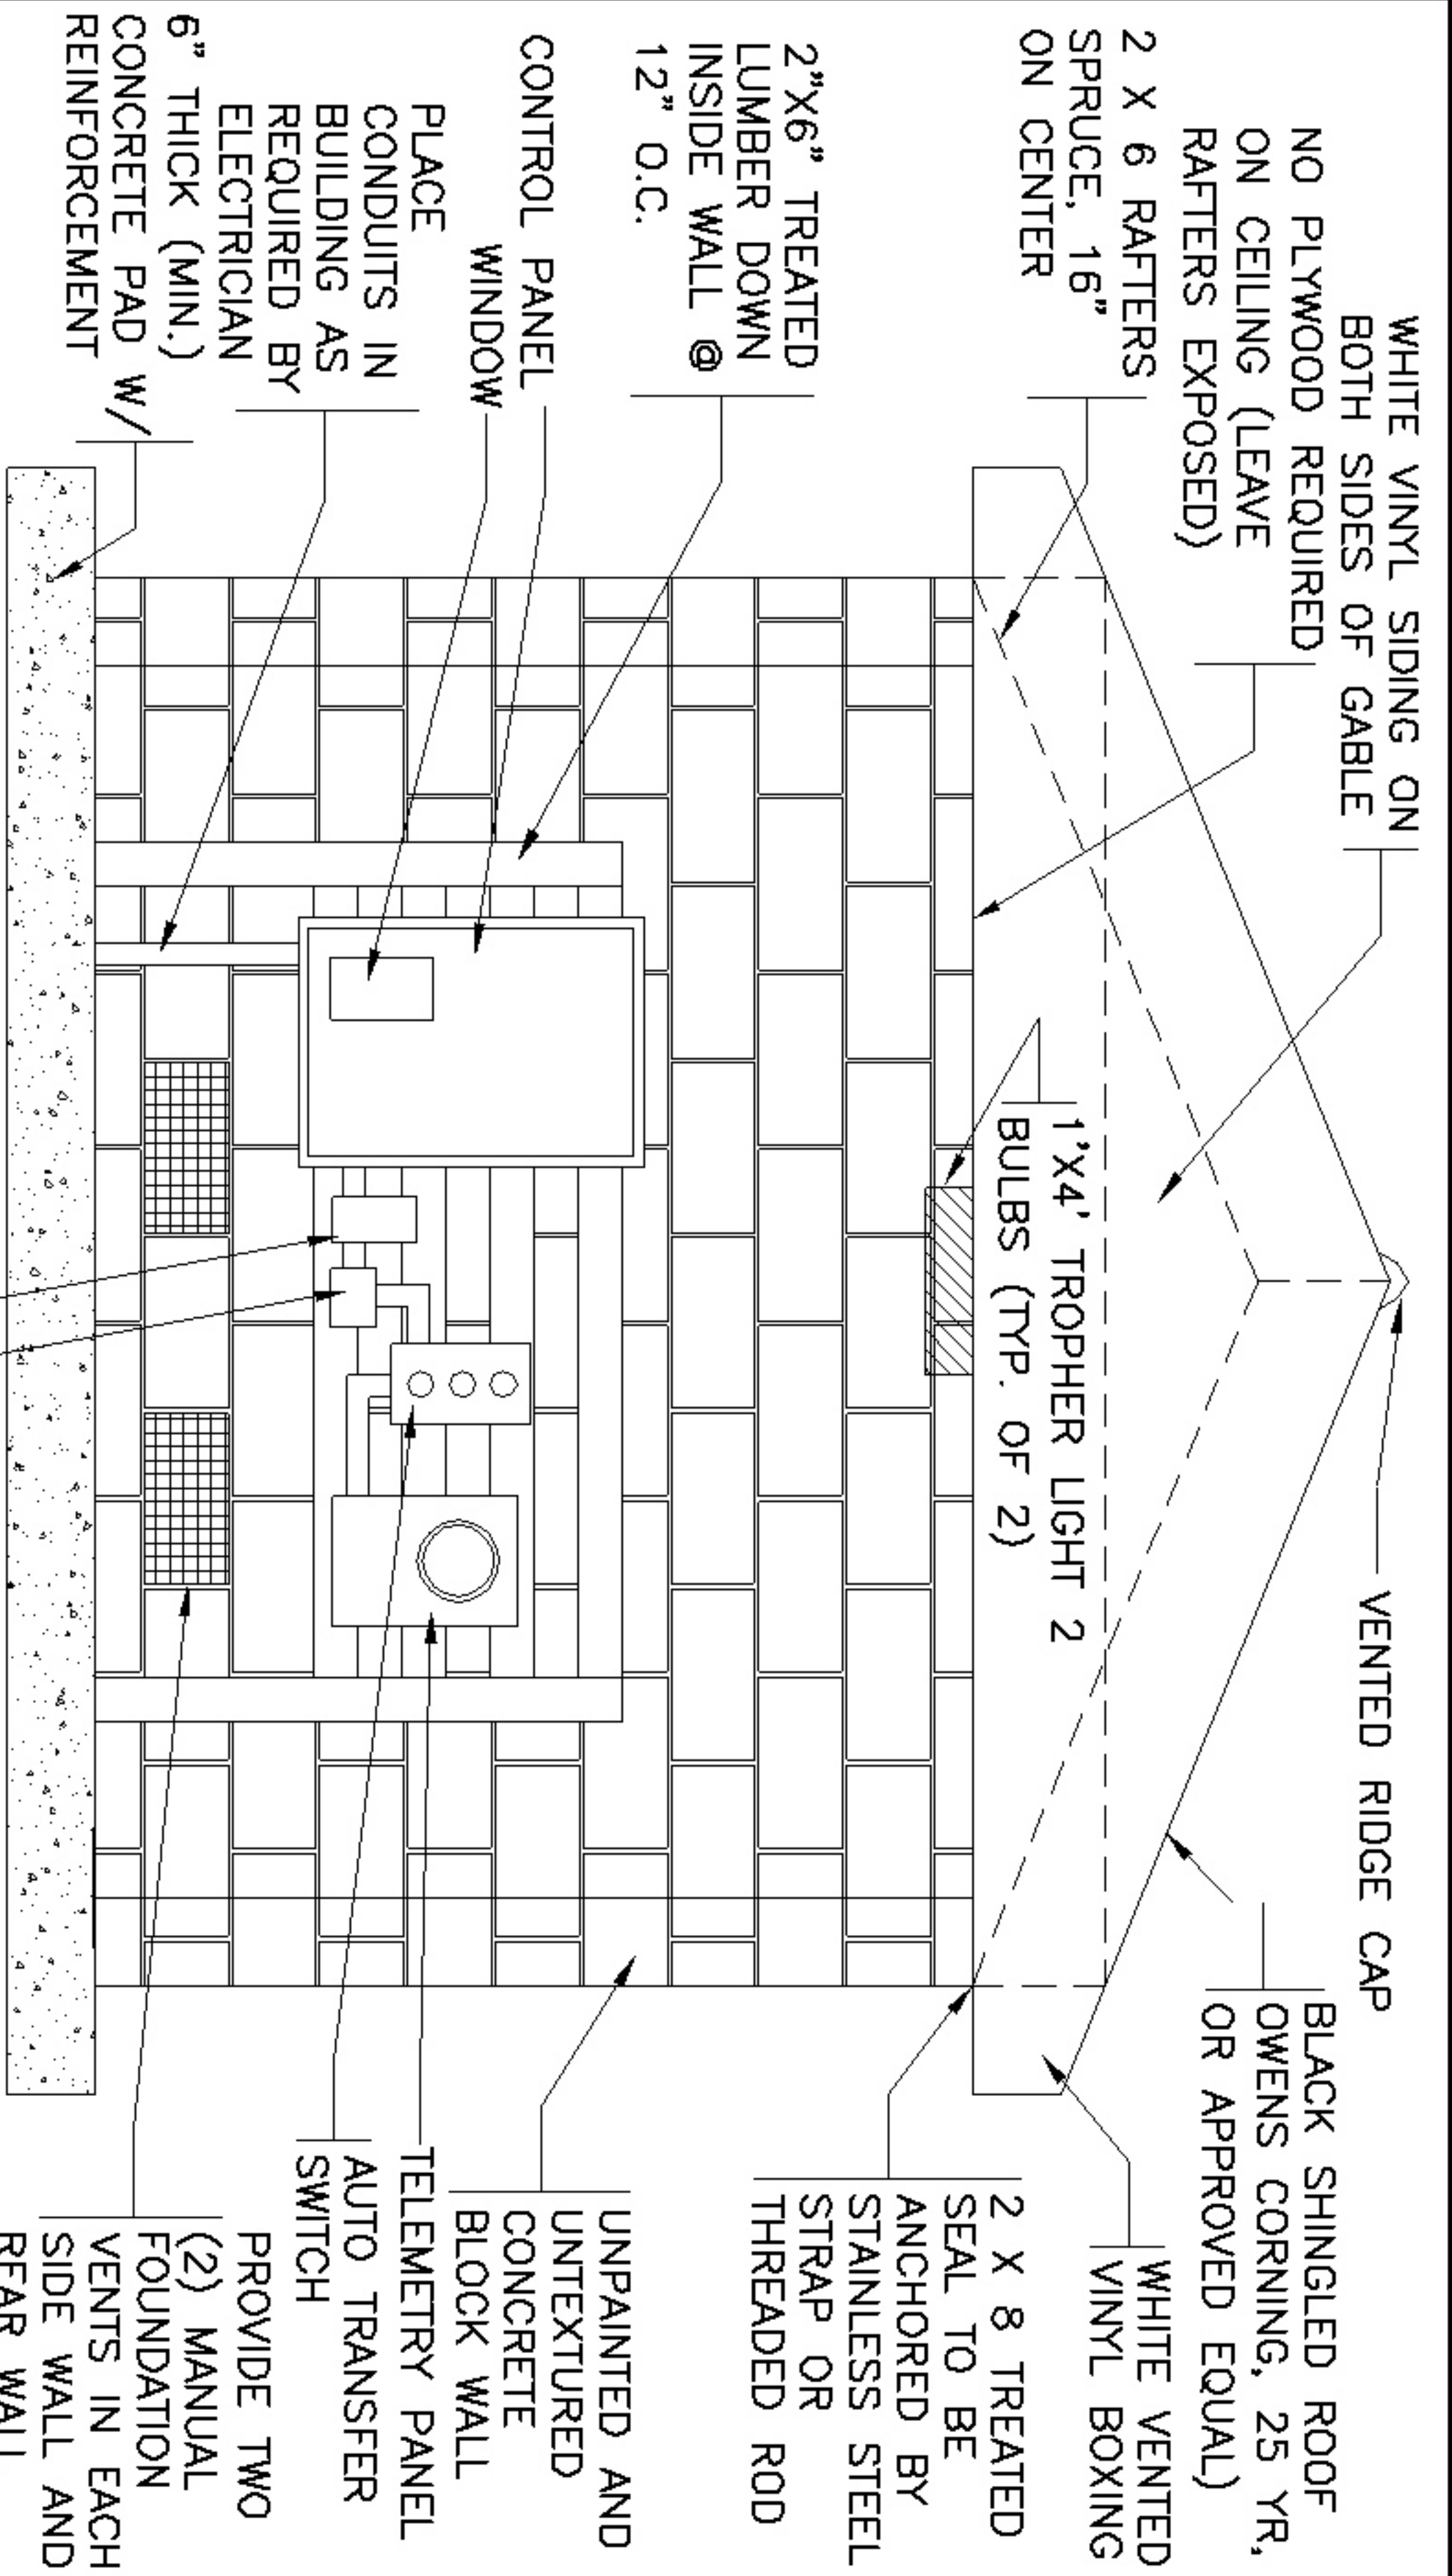 WHITE VINYL SIDING ON
BOTH SIDES OF GABLE
NO PLYWOOD REQUIRED
ON CEILING (LEAVE
RAFTERS EXPOSED)
2 X 6 RAFTERS
SPRUCE, 16"
ON CENTER
2"X6" TREATED
LUMBER DOWN
INSIDE WALL @
12" O.C.
CONTROL PANEL
WINDOW
PLACE
CONDUITS IN
BUILDING AS
REQUIRED BY
ELECTRICIAN
6" THICK (MIN.)
CONCRETE PAD W/
REINFORCEMENT
1'X4' TROPHER LIGHT 2
BULBS (TYP. OF 2)
VENTED RIDGE CAP
BLACK SHINGLED ROOF
OWENS CORNING, 25 YR,
OR APPROVED EQUAL)
WHITE VENTED
VINYL BOXING
2 X 8 TREATED
SEAL TO BE
ANCHORED BY
STAINLESS STEEL
STRAP OR
THREADED ROD
UNPAINTED AND
UNTEXTURED
CONCRETE
BLOCK WALL
TELEMETRY PANEL
AUTO TRANSFER
SWITCH
PROVIDE TWO
(2) MANUAL
FOUNDATION
VENTS IN EACH
SIDE WALL AND
REAR WALL